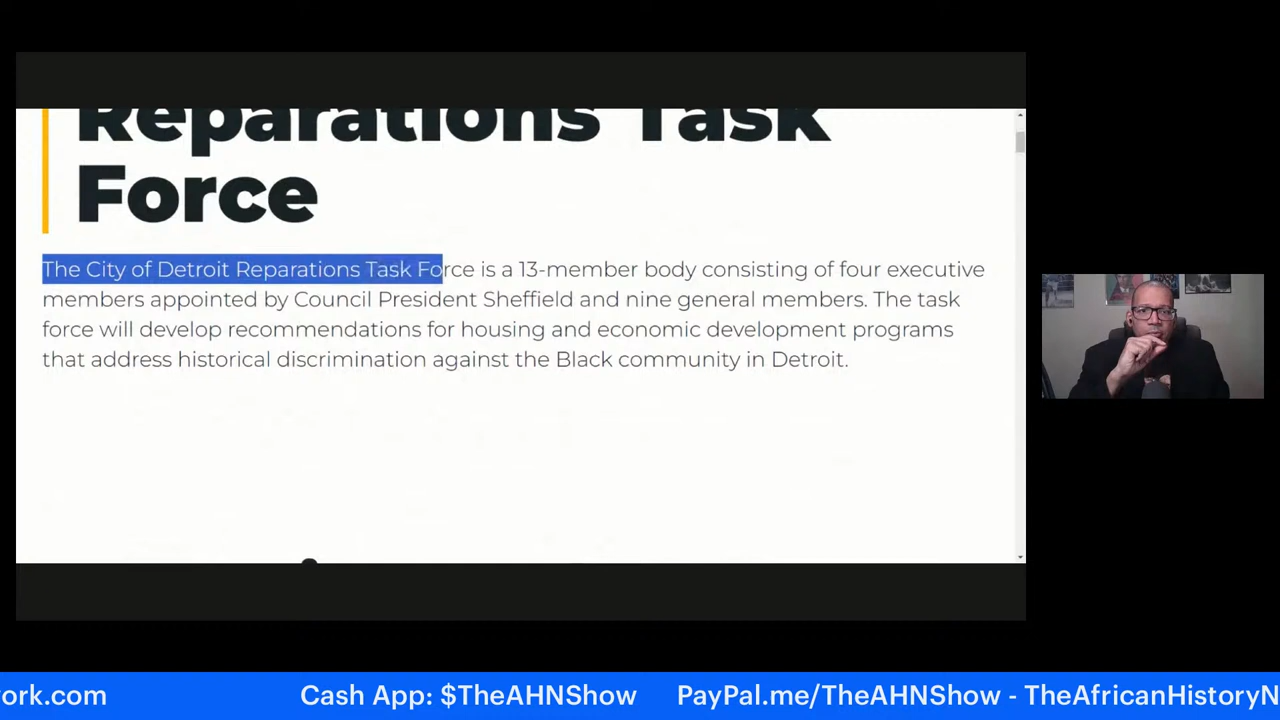 Reparations Task
Force
The City of Detroit Reparations Task Force is a 13-member body consisting of four executive
members appointed by Council President Sheffield and nine general members. The task
force will develop recommendations for housing and economic development programs
that address historical discrimination against the Black community in Detroit.
ork.com Cash App: $TheAHNShow PayPal.me/TheAHNShow - TheAfricanHistoryN